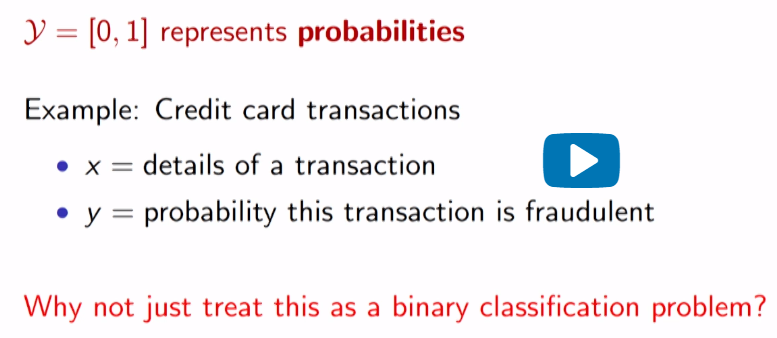 𝒴 = [0, 1] represents probabilities
Example: Credit card transactions
• x = details of a transaction
• y = probability this transaction is fraudulent
Why not just treat this as a binary classification problem?